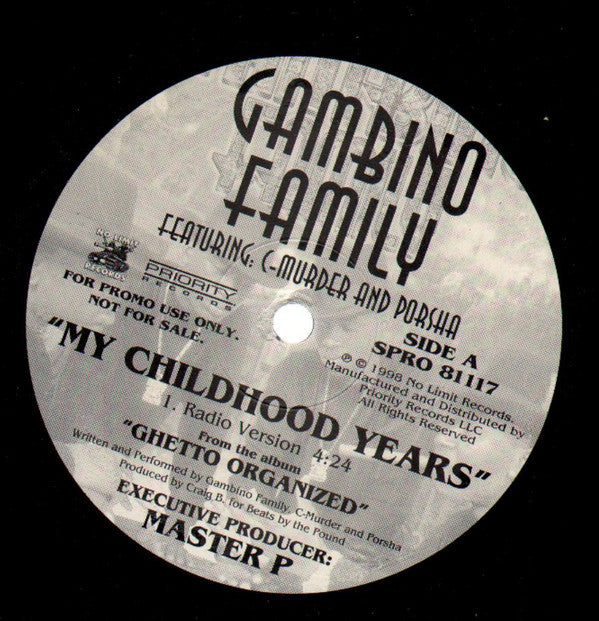 GAMBINO
FAMILY
FEATURING: C-MURDER AND PORSHA
NO LIMIT
RECORDS
PRIORITY
RECORDS
FOR PROMO USE ONLY.
NOT FOR SALE.
SIDE A
SPRO 81117
℗ © 1998 No Limit Records.
Manufactured and Distributed by
Priority Records LLC
All Rights Reserved
"MY CHILDHOOD YEARS"
1. Radio Version 4:24
From the album
"GHETTO ORGANIZED"
Written and Performed by Gambino Family, C-Murder and Porsha
Produced by Craig B. for Beats by the Pound
EXECUTIVE PRODUCER:
MASTER P